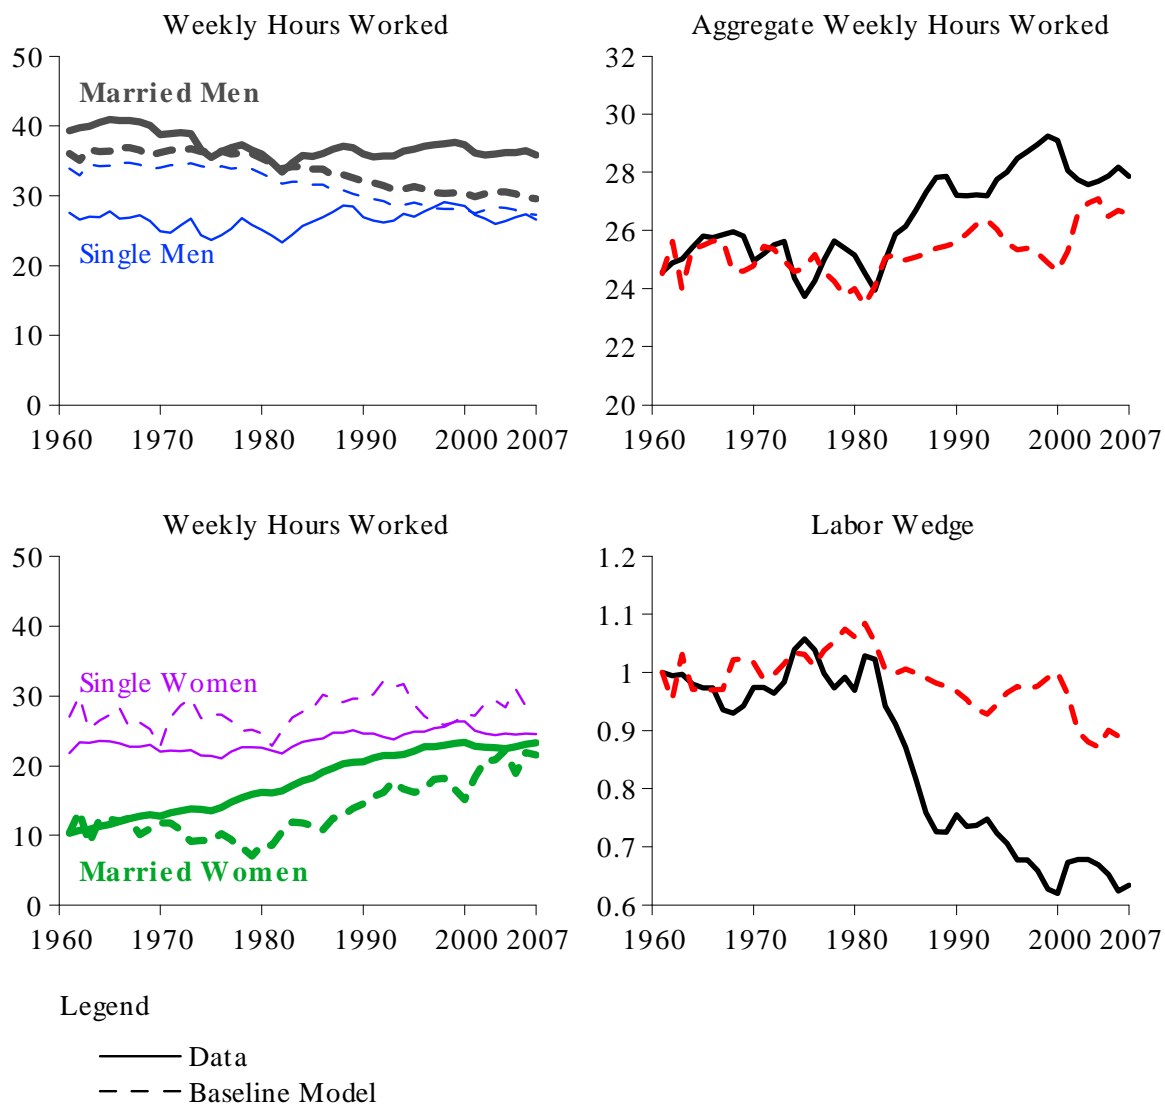 Weekly Hours Worked
50
40
30
20
10
0
Married Men
Single Men
1960 1970 1980 1990 2000 2007
Aggregate Weekly Hours Worked
32
30
28
26
24
22
20
1960 1970 1980 1990 2000 2007
Weekly Hours Worked
50
40
30
20
10
0
Single Women
Married Women
1960 1970 1980 1990 2000 2007
Labor Wedge
1.2
1.1
1
0.9
0.8
0.7
0.6
1960 1970 1980 1990 2000 2007
Legend
Data
Baseline Model